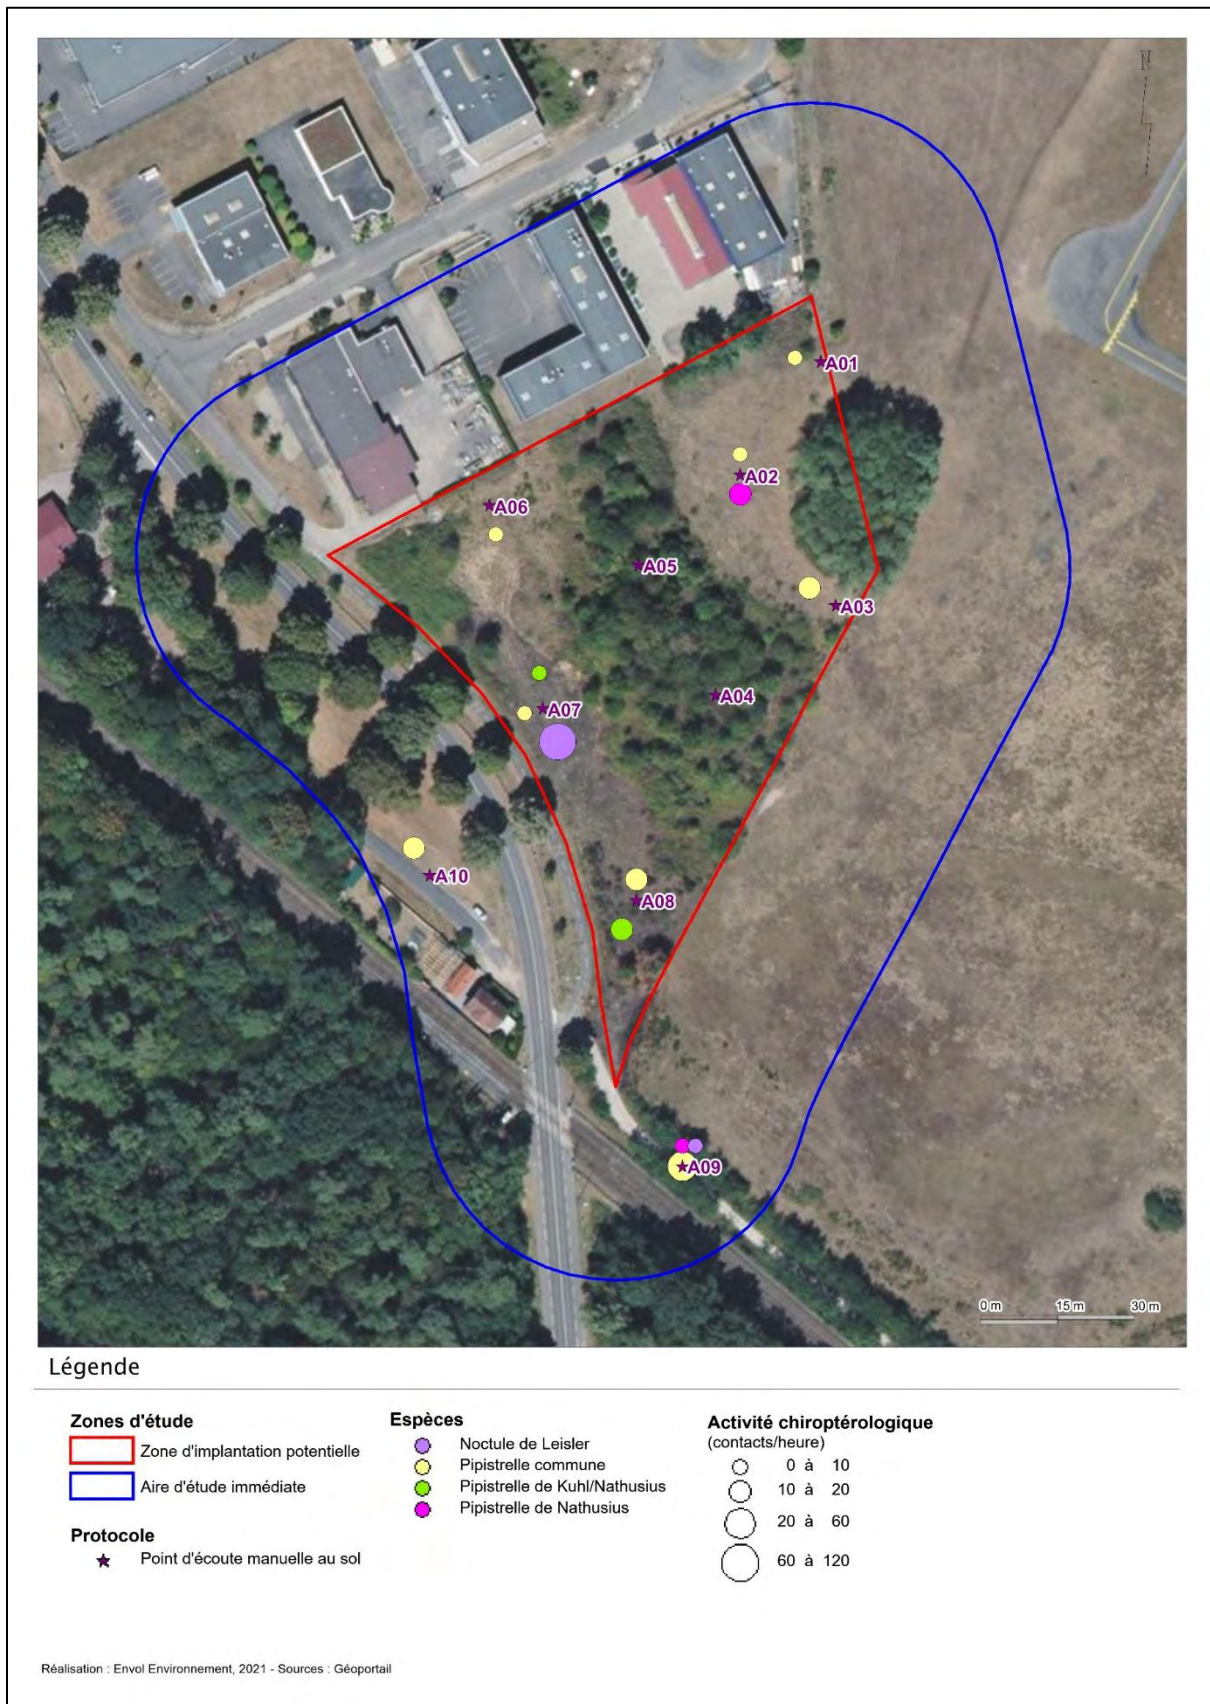 N
A01
A02
A06
A05
A03
A04
A07
A10
A08
A09
0 m 15 m 30 m
Légende
Zones d'étude
Zone d'implantation potentielle
Aire d'étude immédiate
Protocole
Point d'écoute manuelle au sol
Espèces
Noctule de Leisler
Pipistrelle commune
Pipistrelle de Kuhl/Nathusius
Pipistrelle de Nathusius
Activité chiroptérologique
(contacts/heure)
0 à 10
10 à 20
20 à 60
60 à 120
Réalisation : Envol Environnement, 2021 - Sources : Géoportail